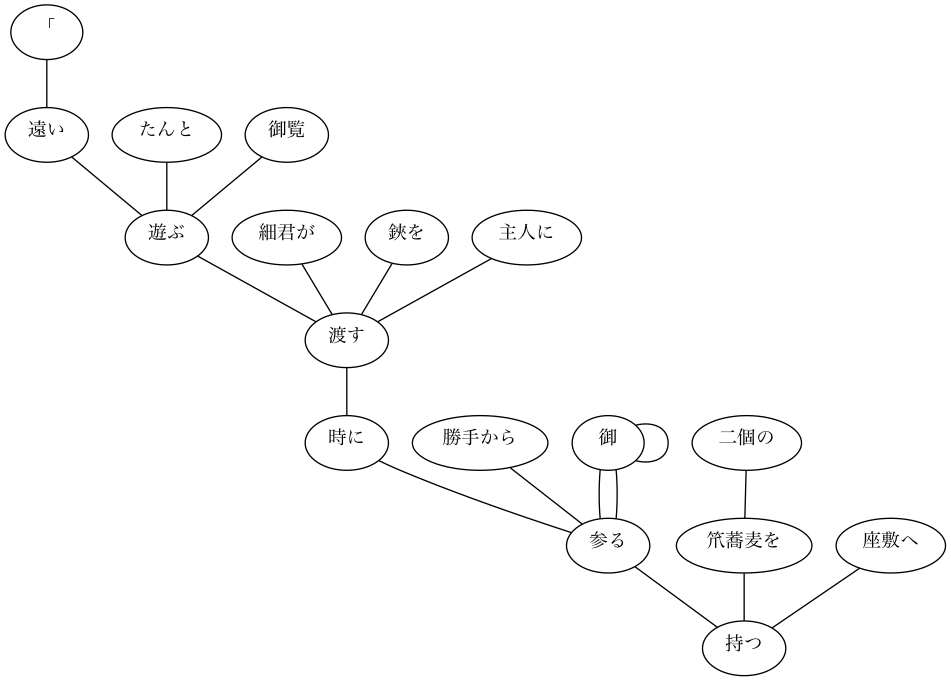 「
遠い たんと 御覧
遊ぶ 細君が 鋏を 主人に
渡す
時に 勝手から 御 二個の
参る 笊蕎麦を 座敷へ
持つ